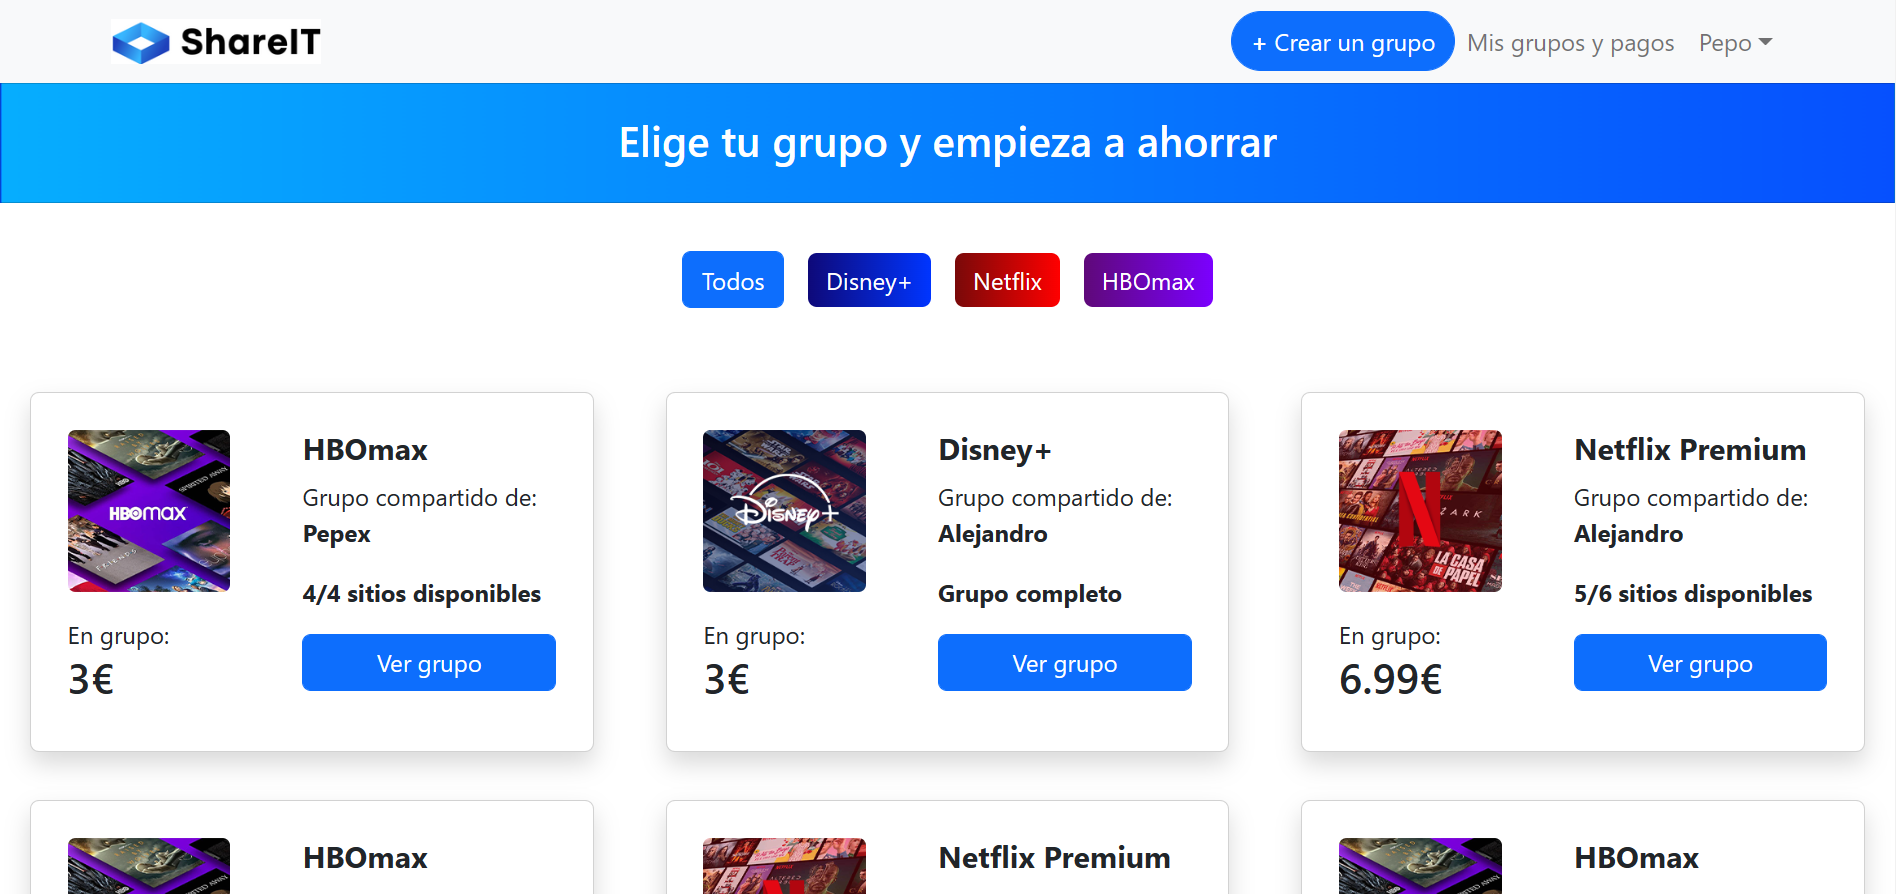 ShareIT
+ Crear un grupo
Mis grupos y pagos
Pepo
Elige tu grupo y empieza a ahorrar
Todos
Disney+
Netflix
HBOmax
HBOmax
FRIENDS
SPIRITED AWAY
HBOmax
Grupo compartido de:
Pepex
4/4 sitios disponibles
En grupo:
3€
Ver grupo
Disney+
Disney+
Grupo compartido de:
Alejandro
Grupo completo
En grupo:
3€
Ver grupo
N
LA CASA
DE PAPEL
Netflix Premium
Grupo compartido de:
Alejandro
5/6 sitios disponibles
En grupo:
6.99€
Ver grupo
HBOmax
Netflix Premium
HBOmax